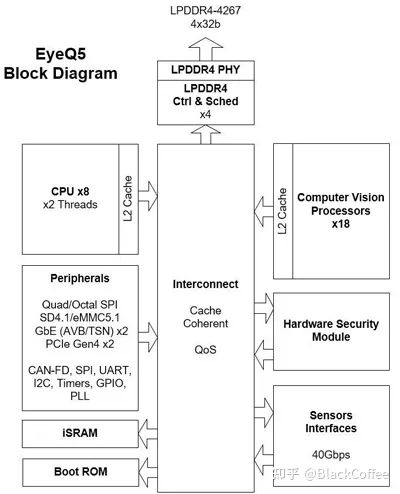 LPDDR4-4267
4x32b
EyeQ5
Block Diagram
LPDDR4 PHY
LPDDR4
Ctrl & Sched
x4
CPU x8
x2 Threads
L2 Cache
L2 Cache
Computer Vision
Processors
x18
Peripherals
Quad/Octal SPI
SD4.1/eMMC5.1
GbE (AVB/TSN) x2
PCIe Gen4 x2
CAN-FD, SPI, UART,
I2C, Timers, GPIO,
PLL
Interconnect
Cache
Coherent
QoS
Hardware Security
Module
iSRAM
Boot ROM
Sensors
Interfaces
40Gbps
知乎 @BlackCoffee